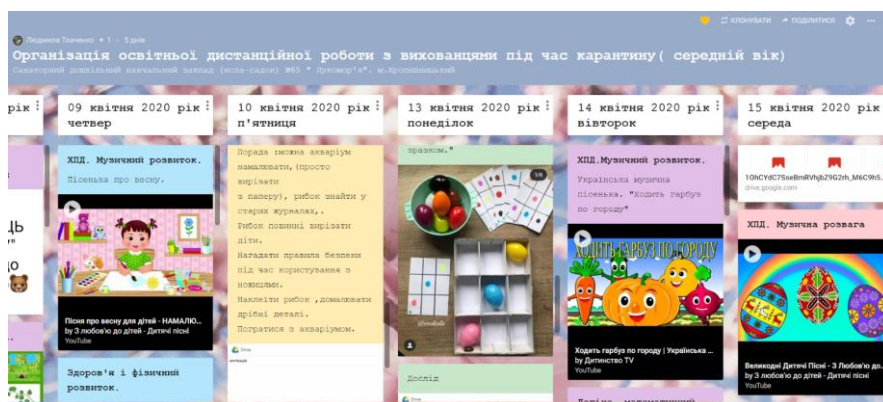 КЛОНУВАТИ
ПОДІЛИТИСЯ
Людмила Ткаченко • 1 - 5 днів
Організація освітньої дистанційної роботи з вихованцями під час карантину( середній вік)
Санаторний дошкільний навчальний заклад (ясла-садок) №65 " Лукомор'я". м.Кропивницький
рік
09 квітня 2020 рік
четвер
ХПД. Музичний розвиток.
Пісенька про весну.
Пісня про весну для дітей - НАМАЛЮ...
by З любов'ю до дітей - Дитячі пісні
YouTube
Здоров'я і фізичний
розвиток.
10 квітня 2020 рік
п'ятниця
Порада :можна акваріум
намалювати,(просто
вирізати
з паперу), рибок знайти у
старих журналах,.
Рибок повинні вирізати
діти.
Нагадати правила безпеки
під час користування з
ножицями.
Наклеїти рибок ,домалювати
дрібні деталі.
Погратися з акваріумом.
Drive
13 квітня 2020 рік
понеділок
зразком."
1/5
Дослід
Drive
14 квітня 2020 рік
вівторок
ХПД.Музичний розвиток.
Українська музична
пісенька. "Ходить гарбуз
по городу"
ХОДИТЬ ГАРБУЗ ПО ГОРОДУ
Ходить гарбуз по городу | Українська ...
by Дитинство TV
YouTube
15 квітня 2020 рік
середа
drive.google.com
ХПД. Музична розвага
Великодні Дитячі Пісні - З Любов'ю до...
by З любов'ю до дітей - Дитячі пісні
YouTube